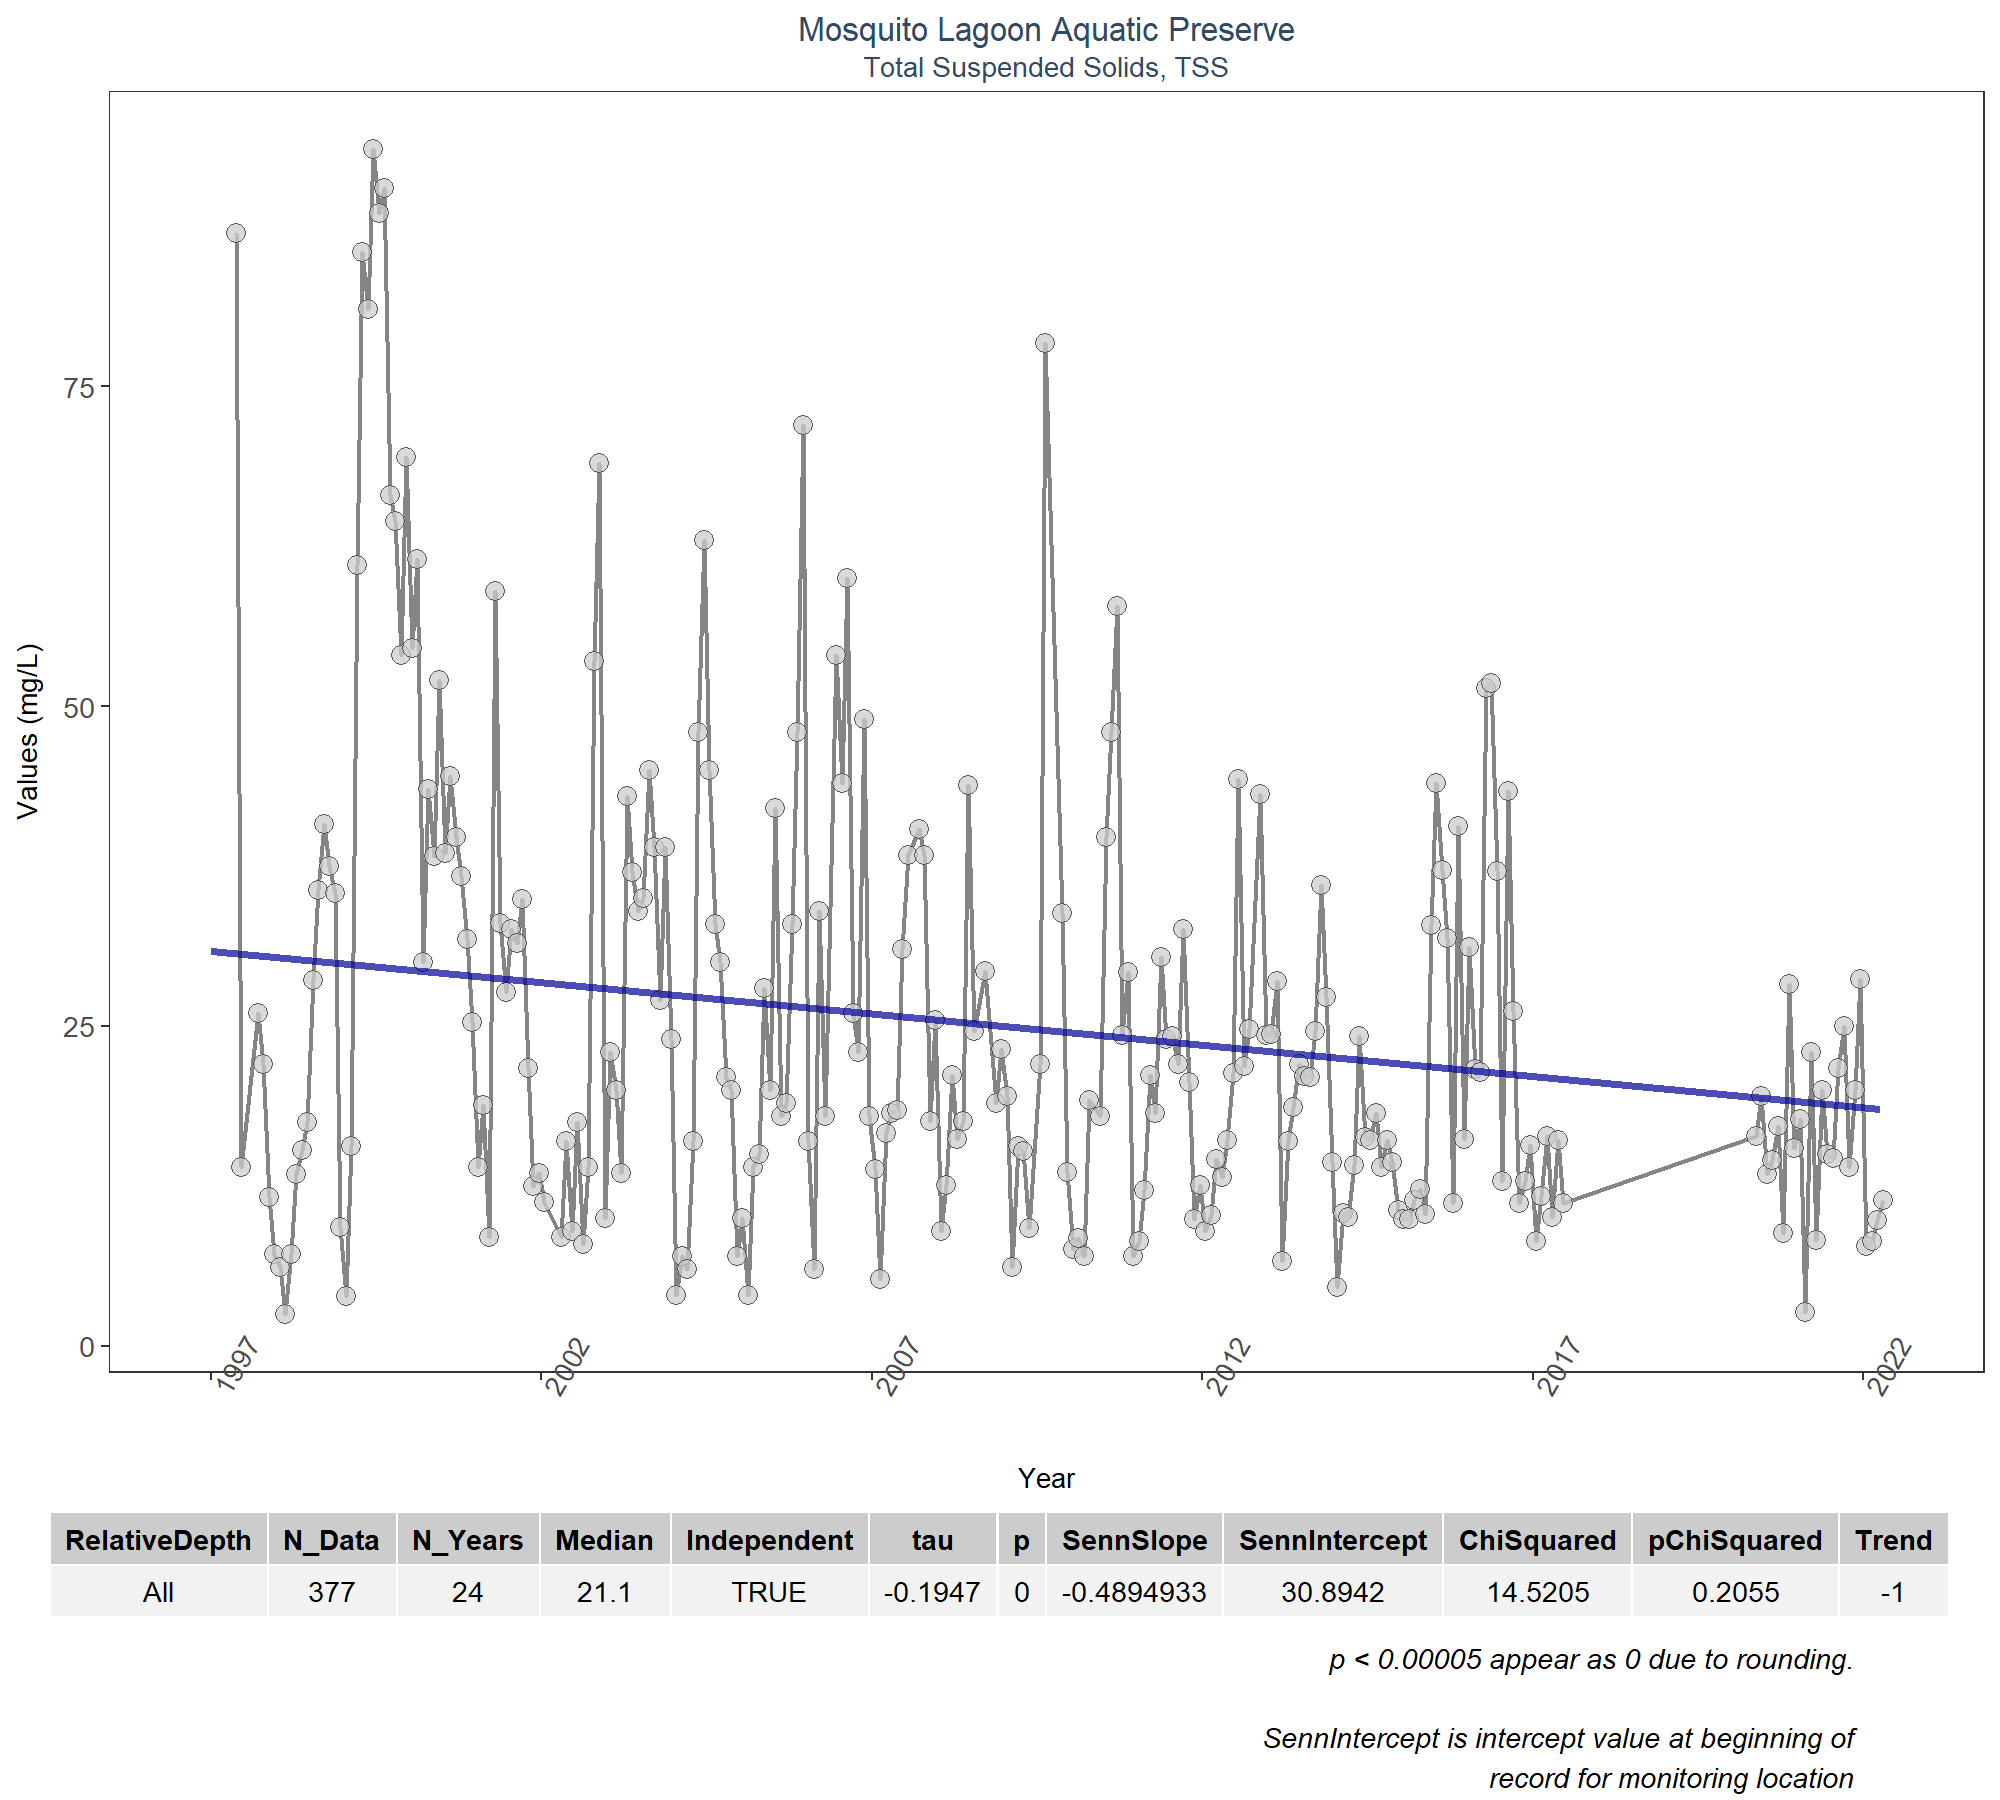 Mosquito Lagoon Aquatic Preserve
Total Suspended Solids, TSS
Values (mg/L)
75
50
25
0
1997 2002 2007 2012 2017 2022
Year
RelativeDepth N_Data N_Years Median Independent tau p SennSlope SennIntercept ChiSquared pChiSquared Trend
All 377 24 21.1 TRUE -0.1947 0 -0.4894933 30.8942 14.5205 0.2055 -1
p < 0.00005 appear as 0 due to rounding.
SennIntercept is intercept value at beginning of
record for monitoring location